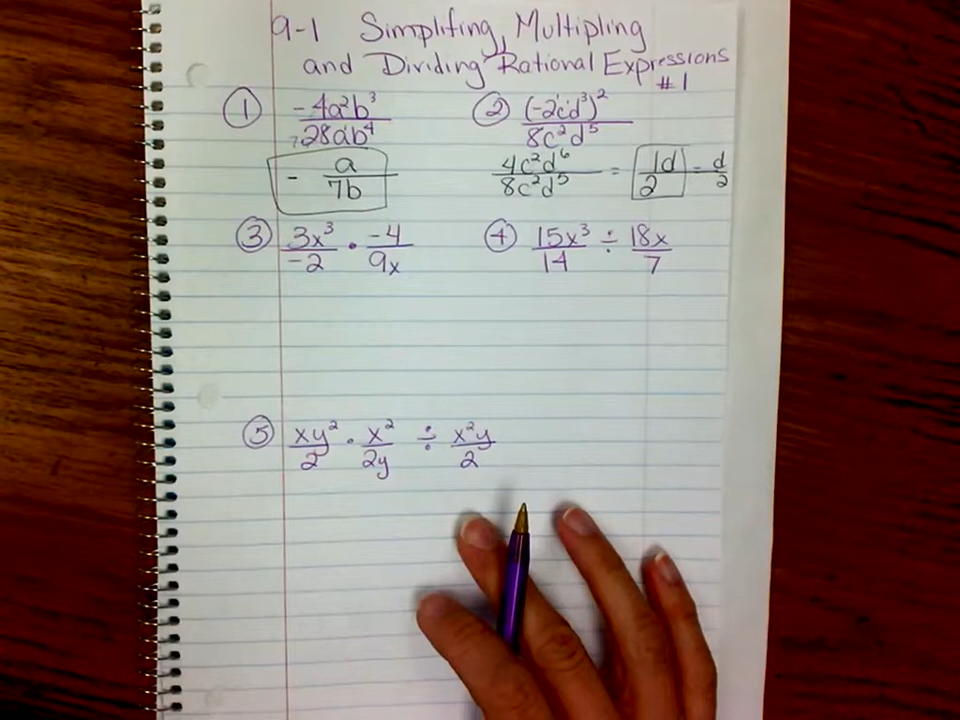 9-1 Simplifing, Multipling
and Dividing Rational Expressions
#1
① -4a²b³ / 28ab⁴ ② (-2cd³)² / 8c²d⁵
7
- a / 7b 4c²d⁶ / 8c²d⁵ = 1d / 2 = d / 2
③ 3x³ / -2 · -4 / 9x ④ 15x³ / 14 ÷ 18x / 7
⑤ xy² / 2 · x² / 2y ÷ x²y / 2